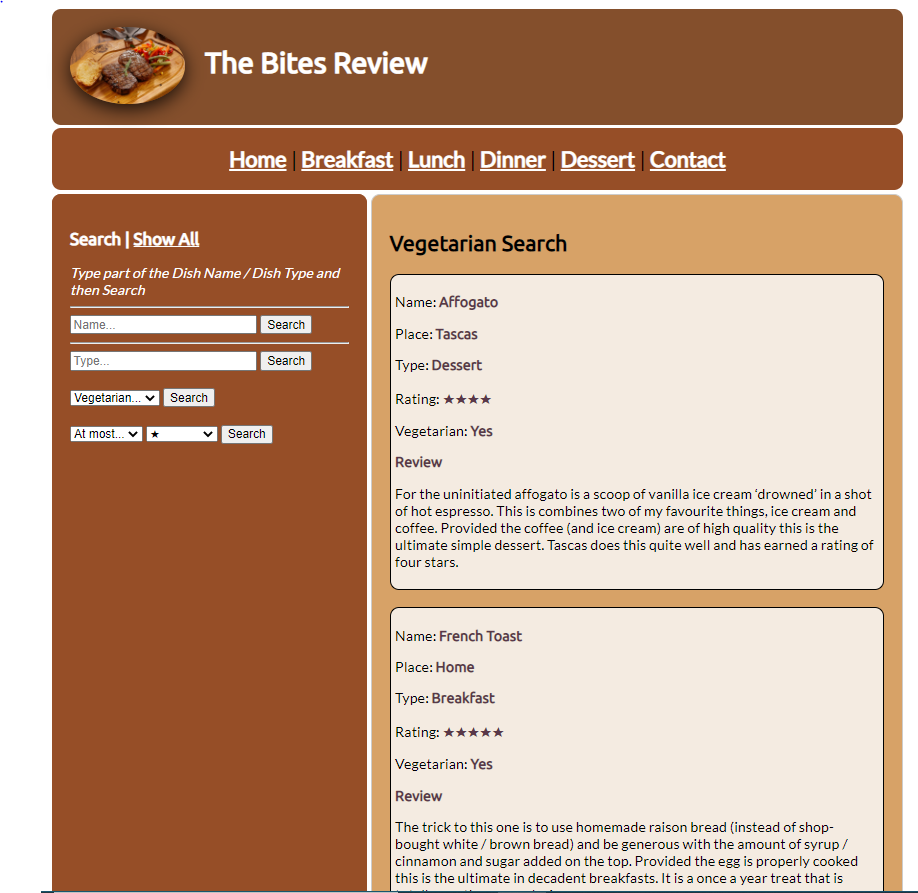 The Bites Review
Home | Breakfast | Lunch | Dinner | Dessert | Contact
Search | Show All
Type part of the Dish Name / Dish Type and
then Search
Name... Search
Type... Search
Vegetarian... Search
At most... ★ Search
Vegetarian Search
Name: Affogato
Place: Tascas
Type: Dessert
Rating: ★★★★
Vegetarian: Yes
Review
For the uninitiated affogato is a scoop of vanilla ice cream ‘drowned’ in a shot
of hot espresso. This is combines two of my favourite things, ice cream and
coffee. Provided the coffee (and ice cream) are of high quality this is the
ultimate simple dessert. Tascas does this quite well and has earned a rating of
four stars.
Name: French Toast
Place: Home
Type: Breakfast
Rating: ★★★★★
Vegetarian: Yes
Review
The trick to this one is to use homemade raison bread (instead of shop-
bought white / brown bread) and be generous with the amount of syrup /
cinnamon and sugar added on the top. Provided the egg is properly cooked
this is the ultimate in decadent breakfasts. It is a once a year treat that is